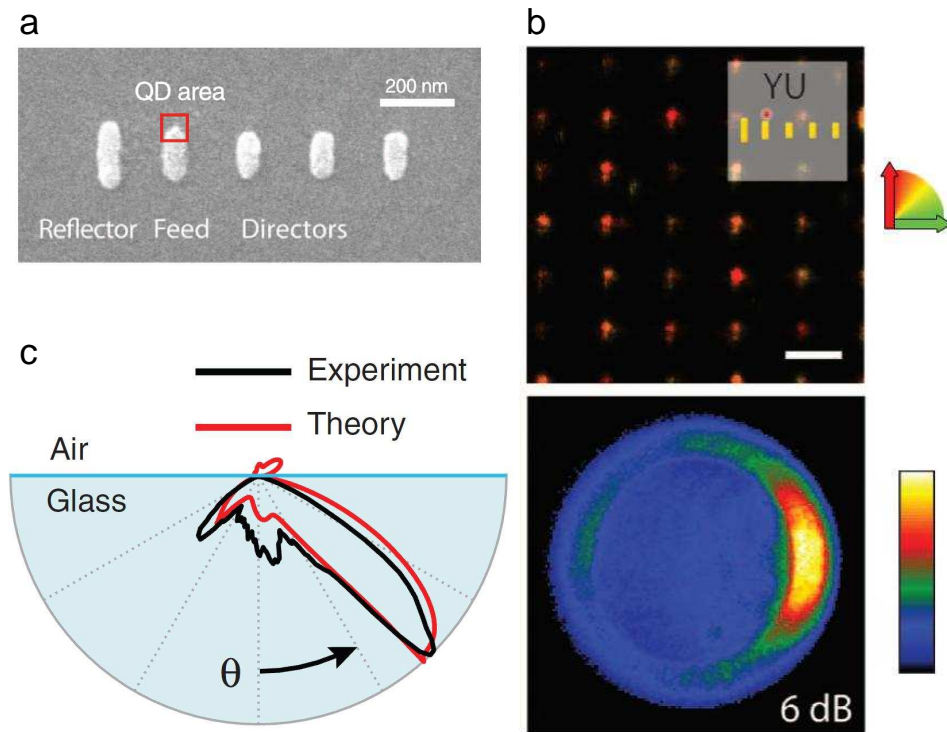 a
QD area
200 nm
Reflector Feed Directors
b
YU
c
Experiment
Theory
Air
Glass
θ
6 dB